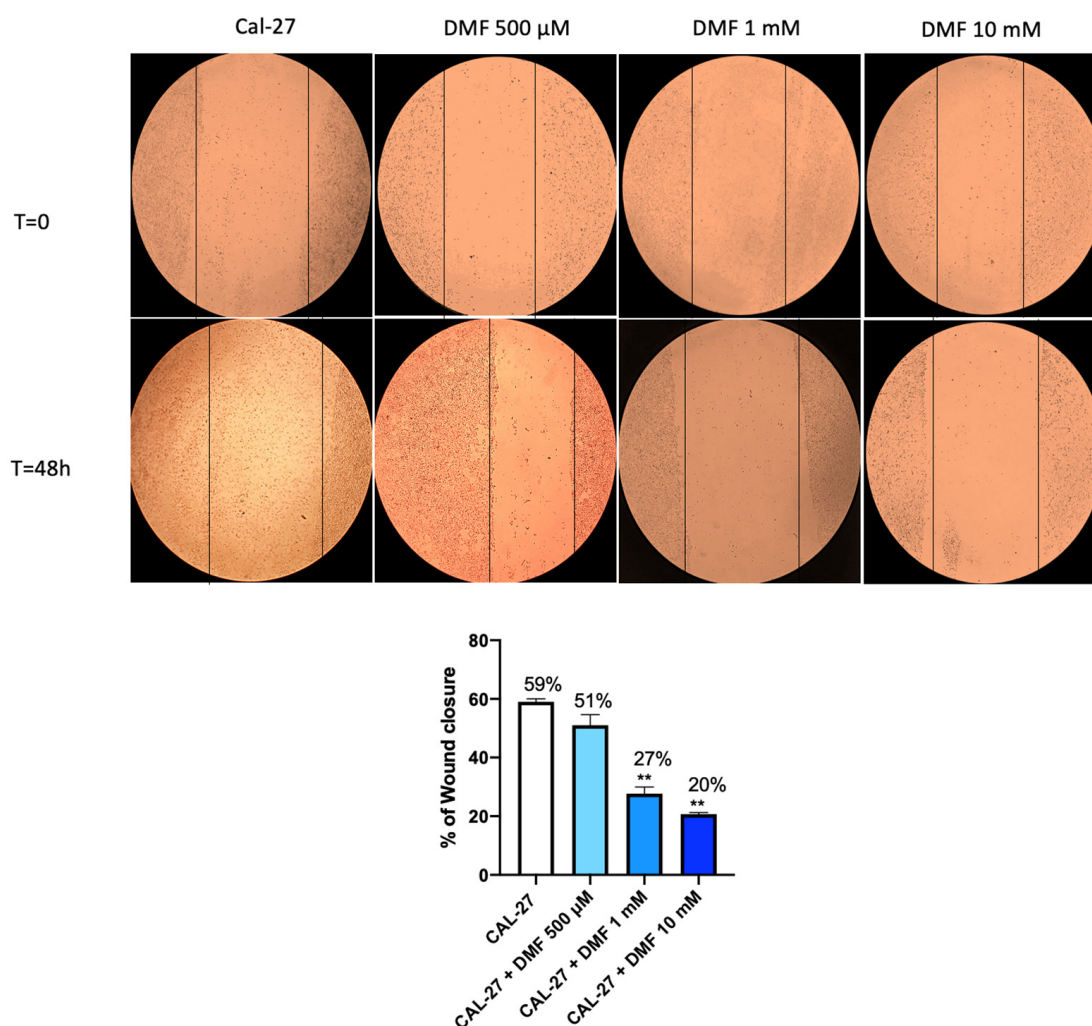 Cal-27
DMF 500 µM
DMF 1 mM
DMF 10 mM
T=0
T=48h
% of Wound closure
80
60
40
20
0
59%
51%
27%
**
20%
**
CAL-27
CAL-27 + DMF 500 µM
CAL-27 + DMF 1 mM
CAL-27 + DMF 10 mM